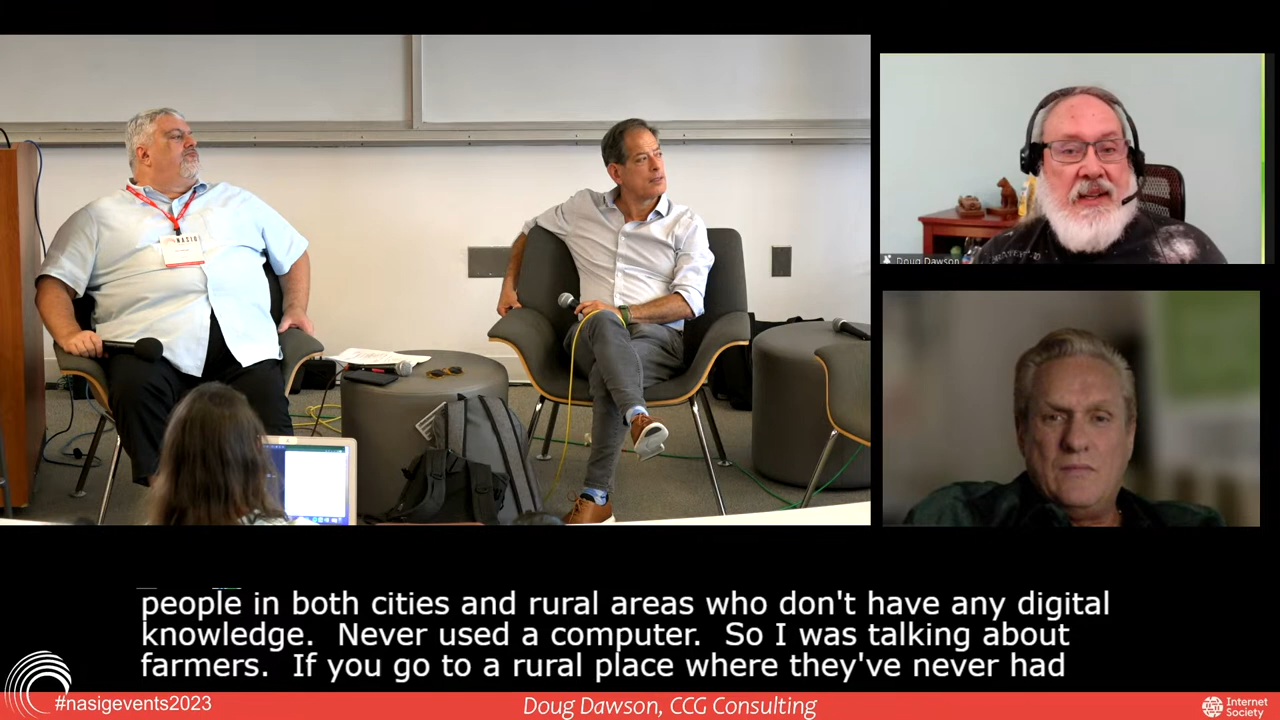 NASIG
Doug Dawson
people in both cities and rural areas who don't have any digital
knowledge.  Never used a computer.  So I was talking about
farmers.  If you go to a rural place where they've never had
#nasigevents2023
Doug Dawson, CCG Consulting
Internet
Society